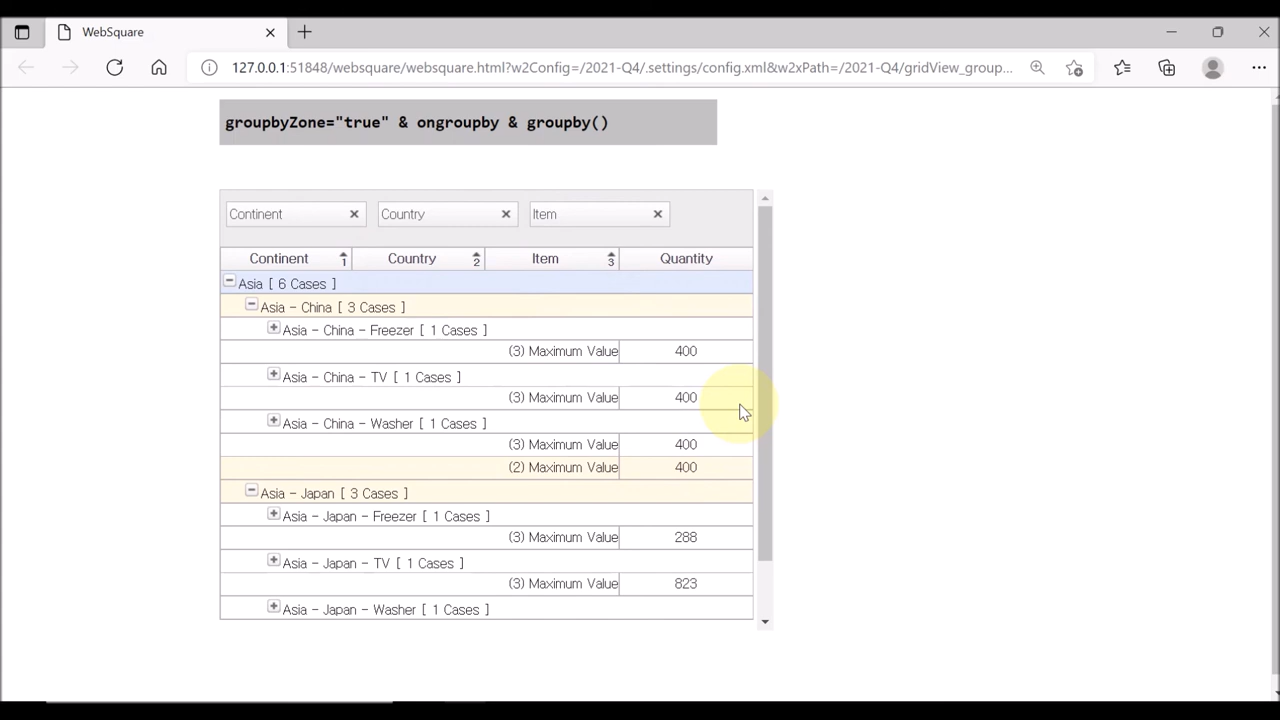 WebSquare
127.0.0.1:51848/websquare/websquare.html?w2Config=/2021-Q4/.settings/config.xml&w2xPath=/2021-Q4/gridView_group...
groupbyZone="true" & ongroupby & groupby()
Continent Country Item
Continent 1 Country 2 Item 3 Quantity
Asia [ 6 Cases ]
Asia - China [ 3 Cases ]
Asia - China - Freezer [ 1 Cases ]
(3) Maximum Value 400
Asia - China - TV [ 1 Cases ]
(3) Maximum Value 400
Asia - China - Washer [ 1 Cases ]
(3) Maximum Value 400
(2) Maximum Value 400
Asia - Japan [ 3 Cases ]
Asia - Japan - Freezer [ 1 Cases ]
(3) Maximum Value 288
Asia - Japan - TV [ 1 Cases ]
(3) Maximum Value 823
Asia - Japan - Washer [ 1 Cases ]